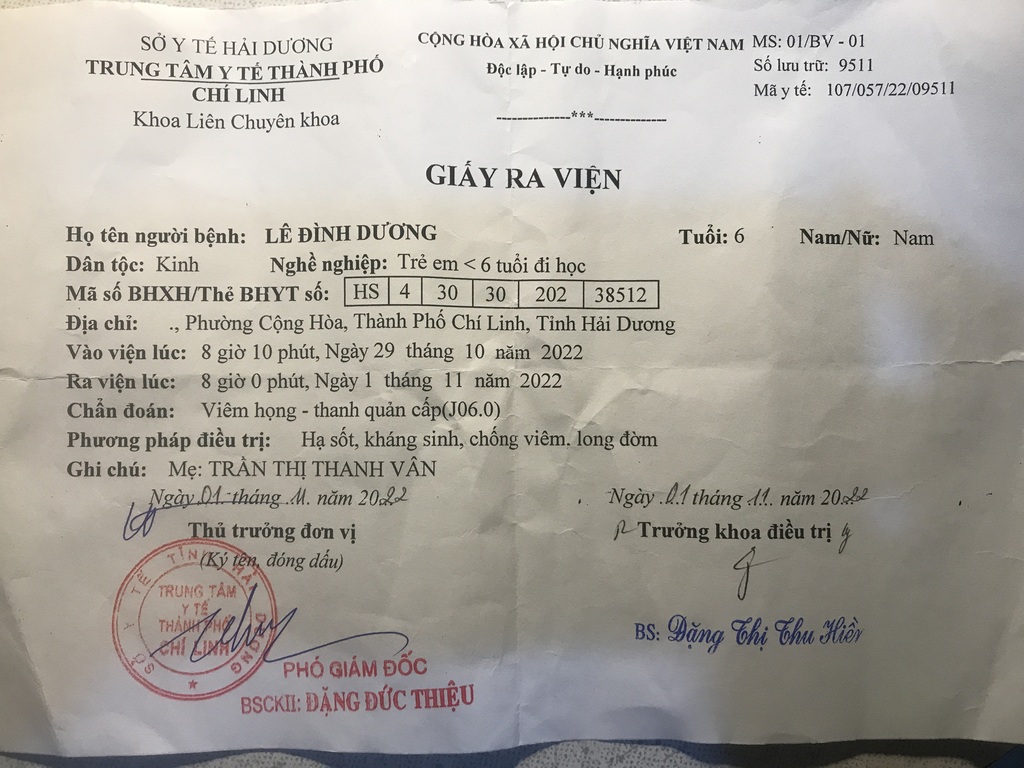 SỞ Y TẾ HẢI DƯƠNG
TRUNG TÂM Y TẾ THÀNH PHỐ
CHÍ LINH
Khoa Liên Chuyên khoa
CỘNG HÒA XÃ HỘI CHỦ NGHĨA VIỆT NAM
Độc lập - Tự do - Hạnh phúc
------------***------------
MS: 01/BV - 01
Số lưu trữ: 9511
Mã y tế: 107/057/22/09511
GIẤY RA VIỆN
Họ tên người bệnh: LÊ ĐÌNH DƯƠNG Tuổi: 6 Nam/Nữ: Nam
Dân tộc: Kinh Nghề nghiệp: Trẻ em < 6 tuổi đi học
Mã số BHXH/Thẻ BHYT số: HS 4 30 30 202 38512
Địa chỉ: ., Phường Cộng Hòa, Thành Phố Chí Linh, Tỉnh Hải Dương
Vào viện lúc: 8 giờ 10 phút, Ngày 29 tháng 10 năm 2022
Ra viện lúc: 8 giờ 0 phút, Ngày 1 tháng 11 năm 2022
Chẩn đoán: Viêm họng - thanh quản cấp(J06.0)
Phương pháp điều trị: Hạ sốt, kháng sinh, chống viêm. long đờm
Ghi chú: Mẹ: TRẦN THỊ THANH VÂN
Ngày 01 tháng 11 năm 2022
Thủ trưởng đơn vị
(Ký tên, đóng dấu)
TRUNG TÂM
Y TẾ
THÀNH PHỐ
CHÍ LINH
PHÓ GIÁM ĐỐC
BSCKII: ĐẶNG ĐỨC THIỆU
Ngày 01 tháng 11 năm 2022
Trưởng khoa điều trị
BS: Đặng Thị Thu Hiền